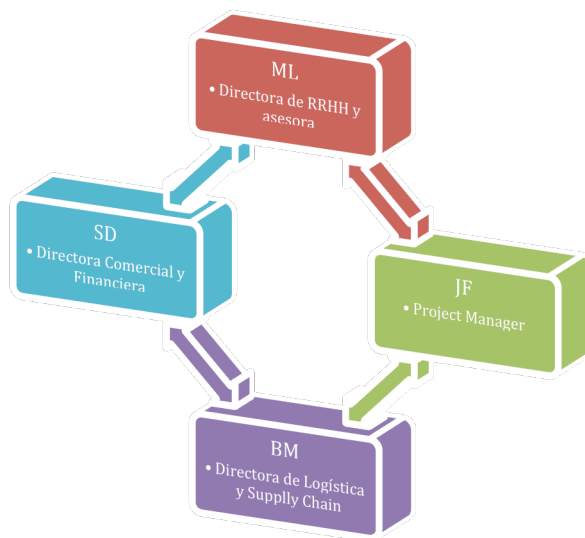 ML
• Directora de RRHH y
asesora
SD
• Directora Comercial y
Financiera
JF
• Project Manager
BM
• Directora de Logística
y Supplly Chain